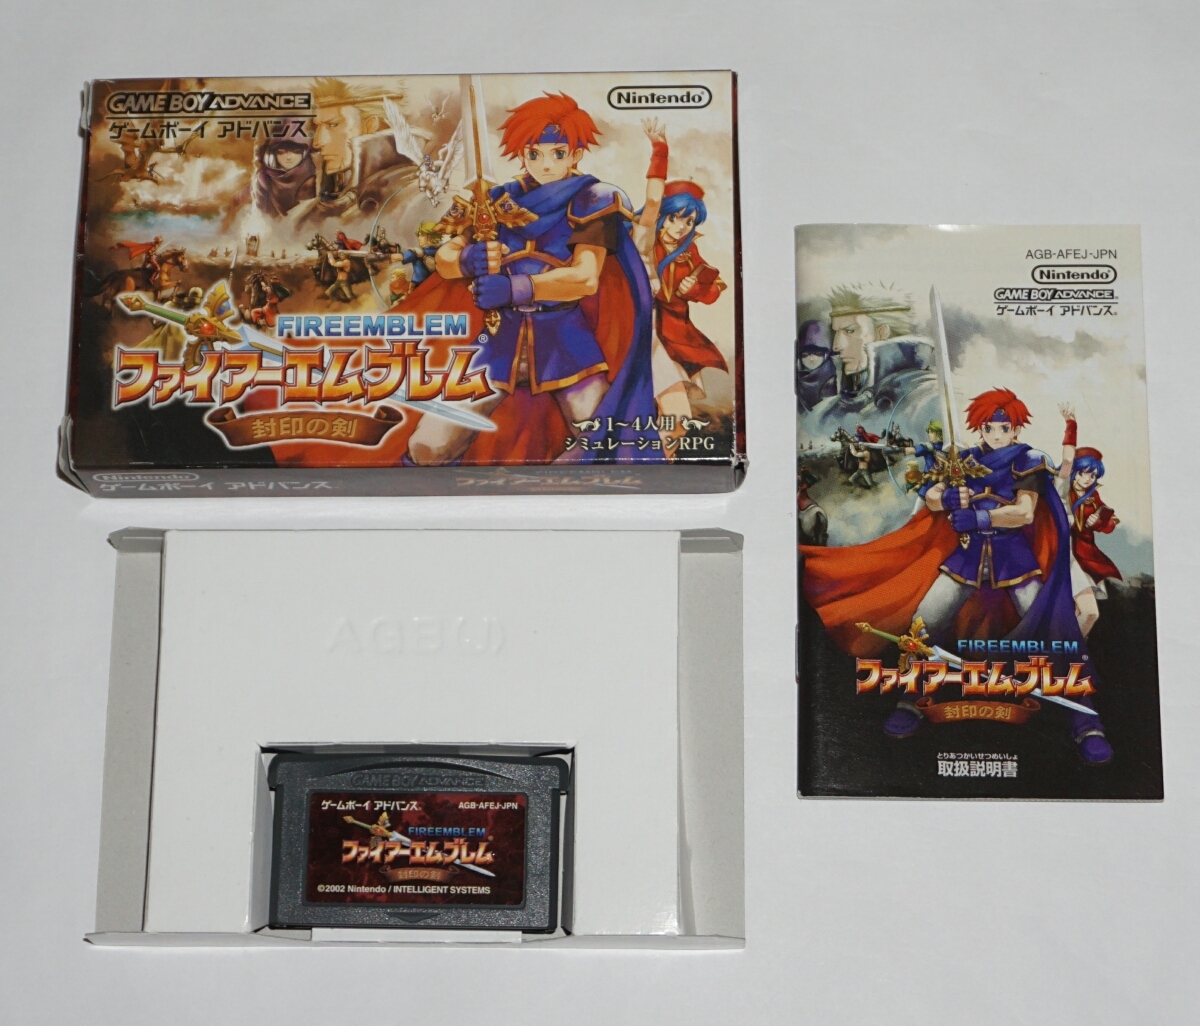 GAME BOY ADVANCE
ゲームボーイ アドバンス
Nintendo
FIREEMBLEM
®
ファイアーエムブレム
封印の剣
1～4人用
シミュレーションRPG
Nintendo
ゲームボーイ アドバンス
FIREEMBLEM
ファイアーエムブレム
AGB-AFEJ-JPN
Nintendo®
GAME BOY ADVANCE™
ゲームボーイ アドバンス®
FIREEMBLEM
®
ファイアーエムブレム
封印の剣
とりあつかいせつめいしょ
取扱説明書
GAME BOY ADVANCE
ゲームボーイ アドバンス®
AGB-AFEJ-JPN
FIREEMBLEM
®
ファイアーエムブレム
封印の剣
©2002 Nintendo / INTELLIGENT SYSTEMS